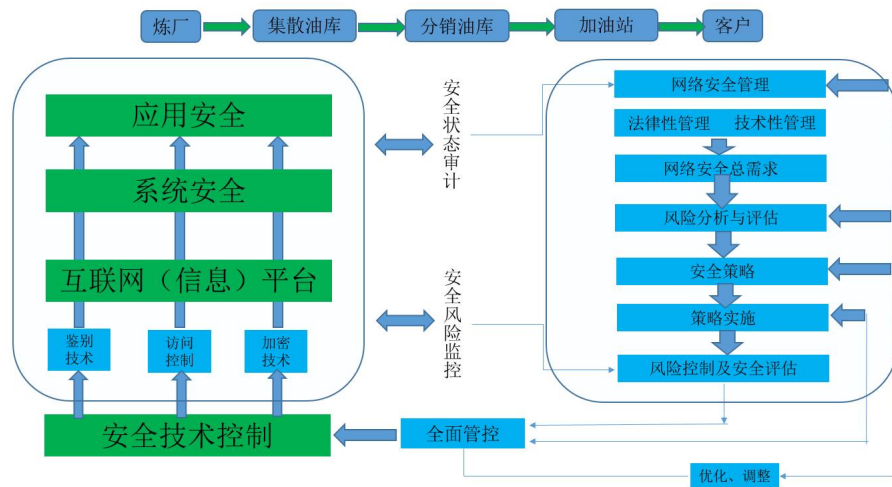 炼厂
集散油库
分销油库
加油站
客户
应用安全
系统安全
互联网（信息）平台
鉴别
技术
访问
控制
加密
技术
安全技术控制
安全状态审计
安全风险监控
网络安全管理
法律性管理 技术性管理
网络安全总需求
风险分析与评估
安全策略
策略实施
风险控制及安全评估
全面管控
优化、调整